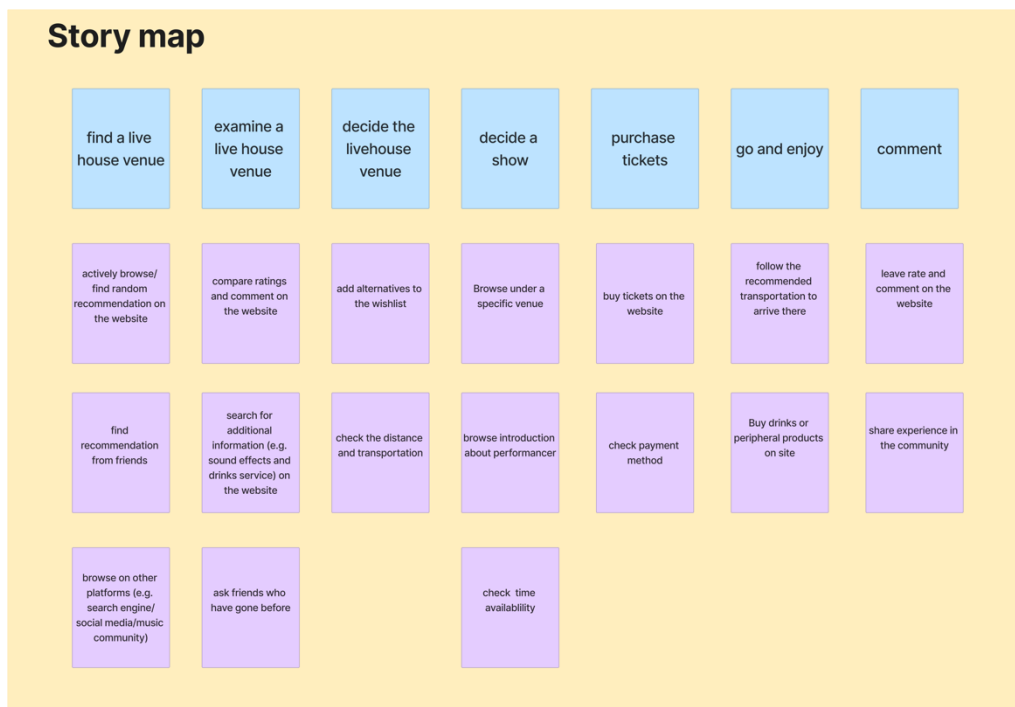 Story map
find a live
house venue
examine a
live house
venue
decide the
livehouse
venue
decide a
show
purchase
tickets
go and enjoy
comment
actively browse/
find random
recommendation on
the website
compare ratings
and comment on
the website
add alternatives to
the wishlist
Browse under a
specific venue
buy tickets on the
website
follow the
recommended
transportation to
arrive there
leave rate and
comment on the
website
find
recommendation
from friends
search for
additional
information (e.g.
sound effects and
drinks service) on
the website
check the distance
and transportation
browse introduction
about performancer
check payment
method
Buy drinks or
peripheral products
on site
share experience in
the community
browse on other
platforms (e.g.
search engine/
social media/music
community)
ask friends who
have gone before
check time
availablility